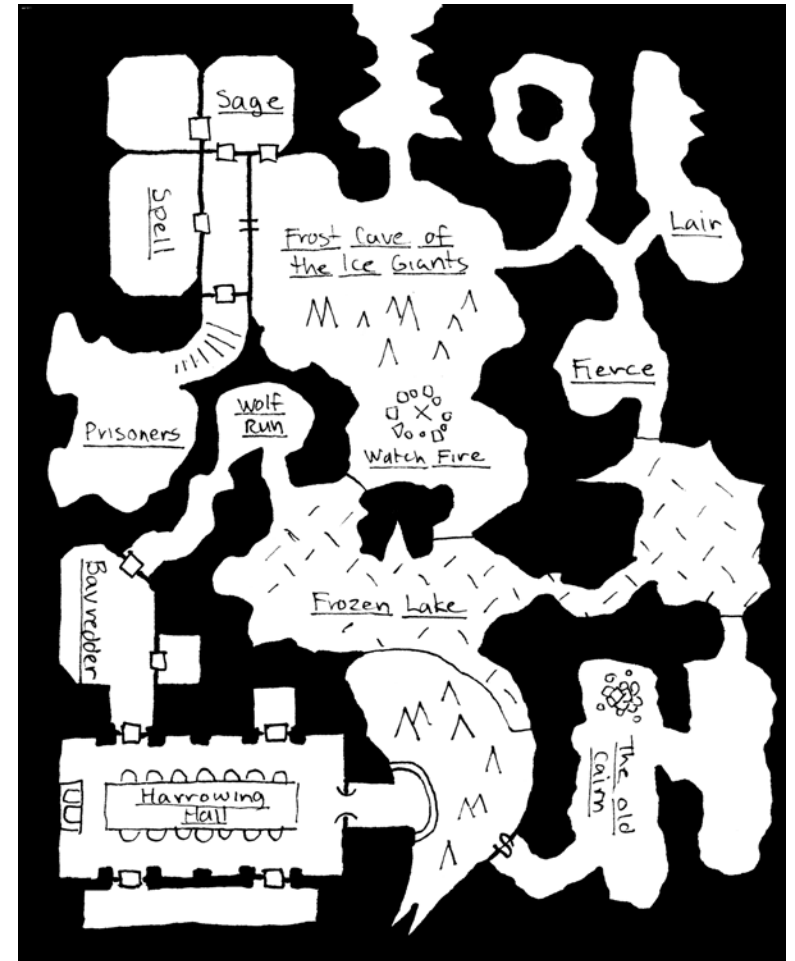 Sage
Spell
Frost Cave of
the Ice Giants
Lair
Fierce
Wolf
Run
Prisoners
Watch Fire
Bavredder
Frozen Lake
The old
Cairn
Harrowing
Hall